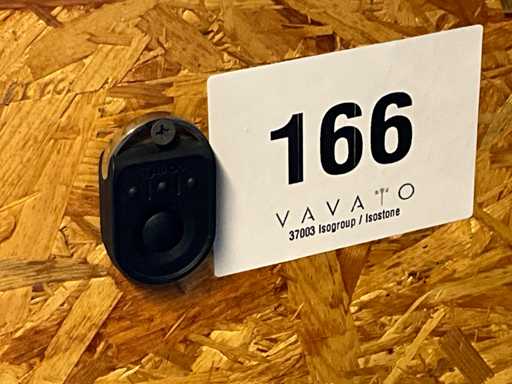 166
VAVATO
37003 Isogroup / Isostone